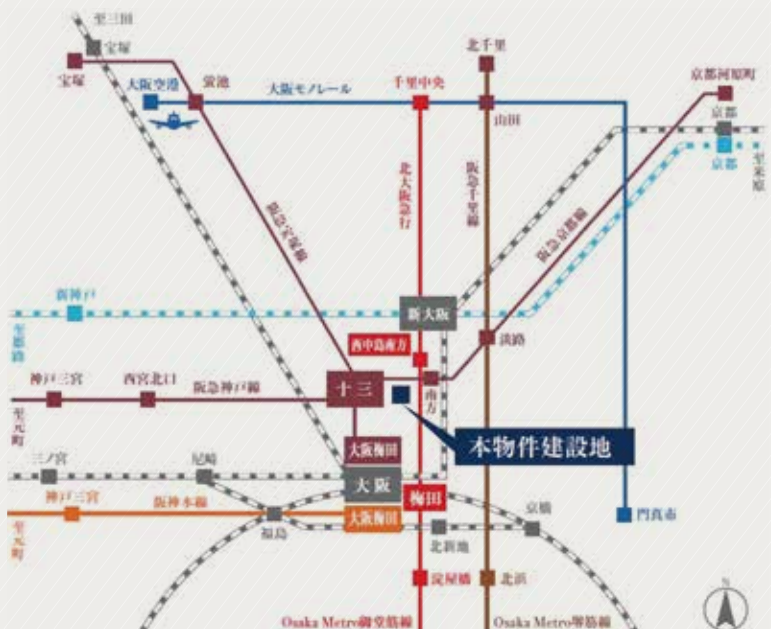 至三田
宝塚
宝塚
大阪空港
蛍池
大阪モノレール
千里中央
北千里
山田
京都河原町
京都
京都
至米原
北大阪急行
阪急千里線
阪急宝塚線
阪急京都線
新神戸
至姫路
新大阪
西中島南方
淡路
南方
十三
神戸三宮
西宮北口
阪急神戸線
至元町
本物件建設地
大阪梅田
三ノ宮
尼崎
大阪
梅田
神戸三宮
阪神本線
大阪梅田
至元町
福島
北新地
京橋
門真市
淀屋橋
北浜
Osaka Metro御堂筋線
Osaka Metro堺筋線
N